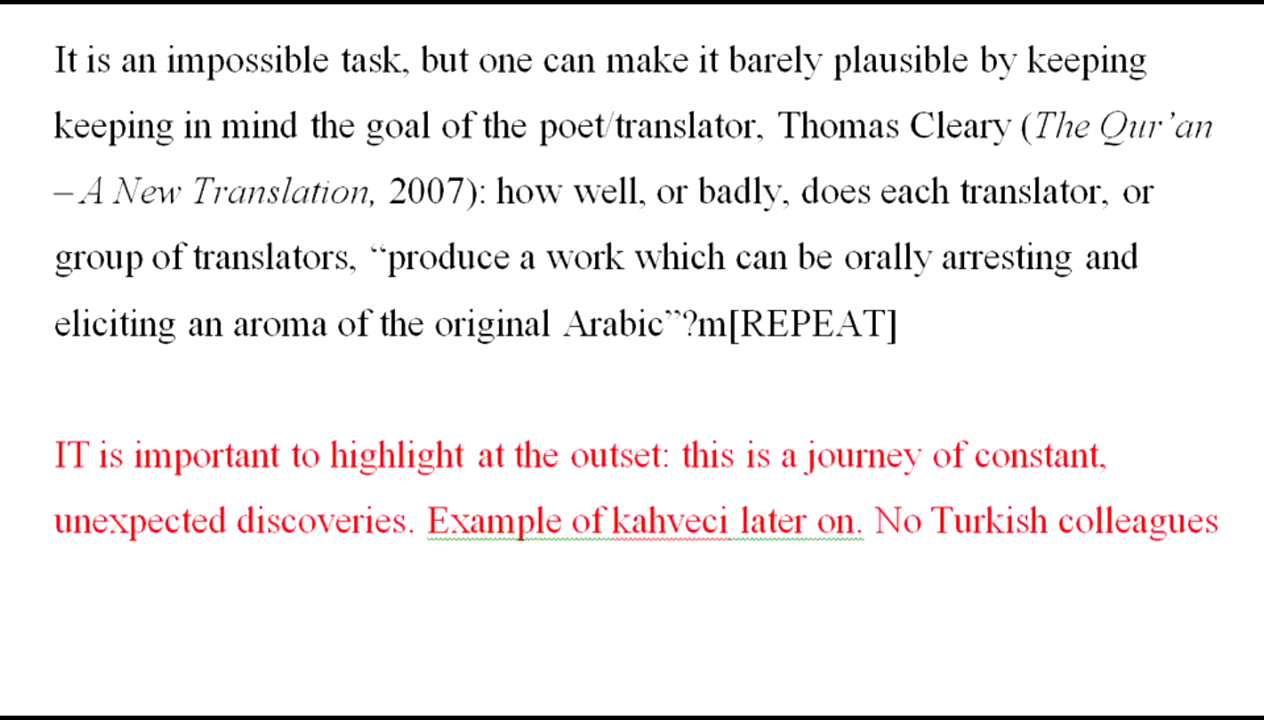 It is an impossible task, but one can make it barely plausible by keeping
keeping in mind the goal of the poet/translator, Thomas Cleary (The Qur’an
– A New Translation, 2007): how well, or badly, does each translator, or
group of translators, “produce a work which can be orally arresting and
eliciting an aroma of the original Arabic”?m[REPEAT]
IT is important to highlight at the outset: this is a journey of constant,
unexpected discoveries. Example of kahveci later on. No Turkish colleagues